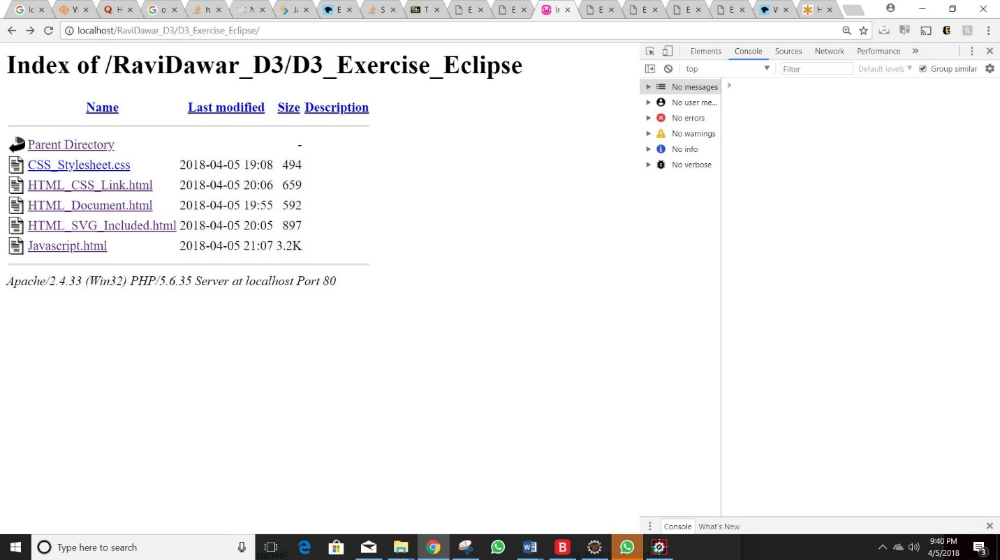 Ic W H G o h N J E S Bb T E E Ir E E E E V H
localhost/RaviDawar_D3/D3_Exercise_Eclipse/
Index of /RaviDawar_D3/D3_Exercise_Eclipse
Name Last modified Size Description
Parent Directory -
CSS_Stylesheet.css 2018-04-05 19:08 494
HTML_CSS_Link.html 2018-04-05 20:06 659
HTML_Document.html 2018-04-05 19:55 592
HTML_SVG_Included.html 2018-04-05 20:05 897
Javascript.html 2018-04-05 21:07 3.2K
Apache/2.4.33 (Win32) PHP/5.6.35 Server at localhost Port 80
Elements Console Sources Network Performance »
top Filter Default levels Group similar
No messages
No user me...
No errors
No warnings
No info
No verbose
Console What's New
Type here to search
started?
9:40 PM
4/5/2018
3